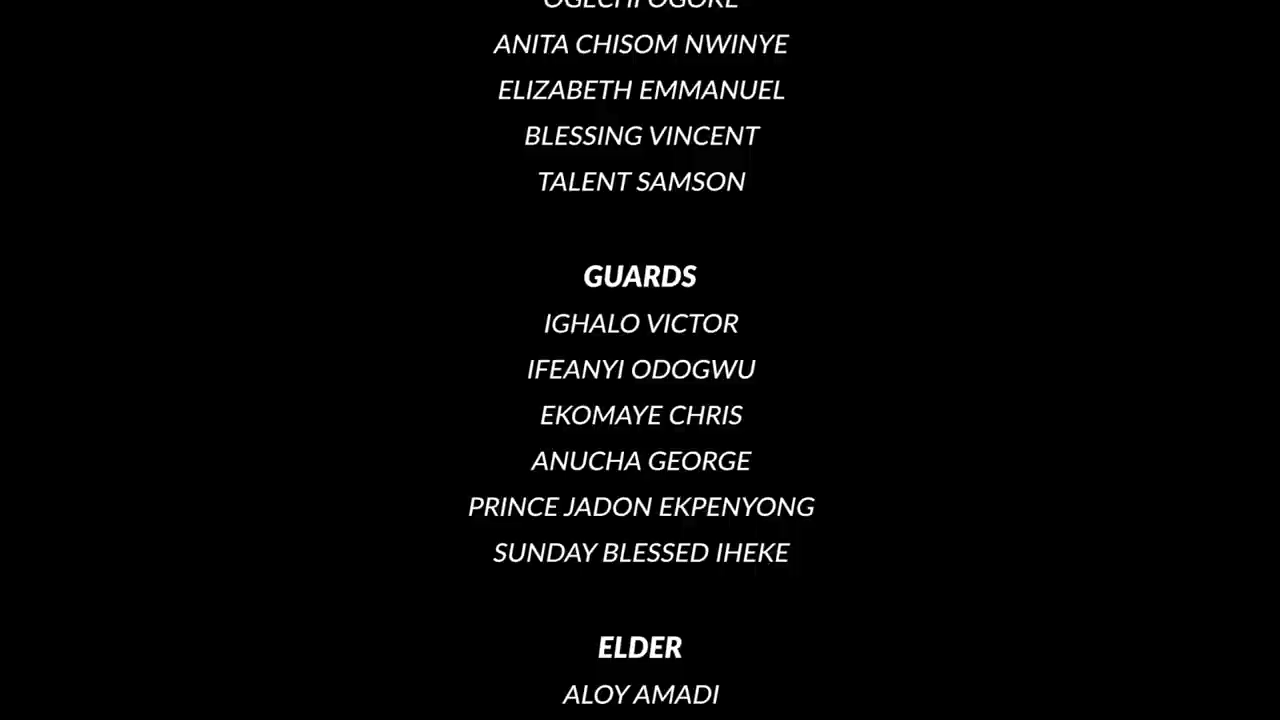 ANITA CHISOM NWINYE
ELIZABETH EMMANUEL
BLESSING VINCENT
TALENT SAMSON
GUARDS
IGHALO VICTOR
IFEANYI ODOGWU
EKOMAYE CHRIS
ANUCHA GEORGE
PRINCE JADON EKPENYONG
SUNDAY BLESSED IHEKE
ELDER
ALOY AMADI